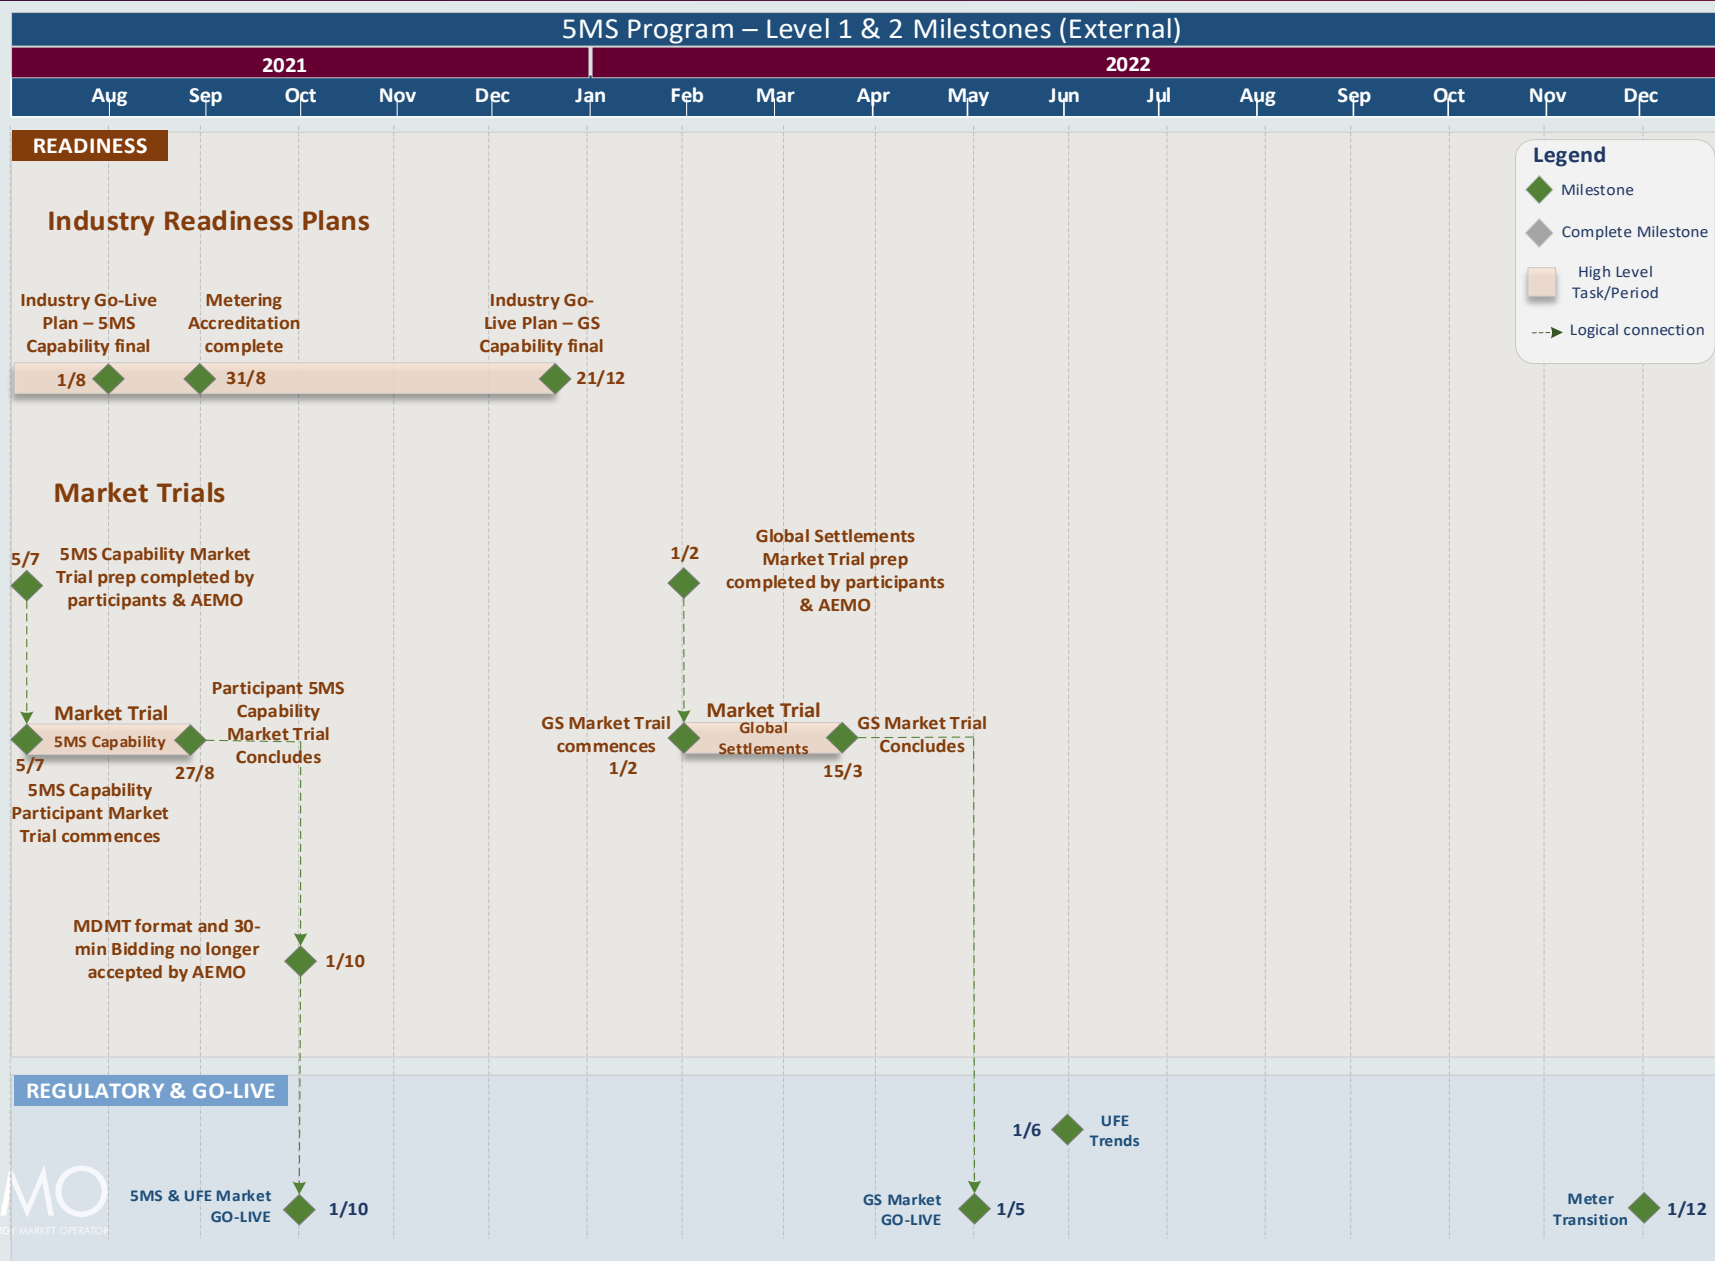 5MS Program – Level 1 & 2 Milestones (External)
2021
2022
Aug Sep Oct Nov Dec Jan Feb Mar Apr May Jun Jul Aug Sep Oct Nov Dec
READINESS
Legend
Milestone
Complete Milestone
High Level
Task/Period
Logical connection
Industry Readiness Plans
Industry Go-Live
Plan – 5MS
Capability final
1/8
Metering
Accreditation
complete
31/8
Industry Go-
Live Plan – GS
Capability final
21/12
Market Trials
5/7
5MS Capability Market
Trial prep completed by
participants & AEMO
1/2
Global Settlements
Market Trial prep
completed by participants
& AEMO
Market Trial
5MS Capability
5/7
27/8
5MS Capability
Participant Market
Trial commences
Participant 5MS
Capability
Market Trial
Concludes
GS Market Trail
commences
1/2
Market Trial
Global
Settlements
15/3
GS Market Trial
Concludes
MDMT format and 30-
min Bidding no longer
accepted by AEMO
1/10
REGULATORY & GO-LIVE
1/6
UFE
Trends
5MS & UFE Market
GO-LIVE
1/10
GS Market
GO-LIVE
1/5
Meter
Transition
1/12
MO
GY MARKET OPERATOR